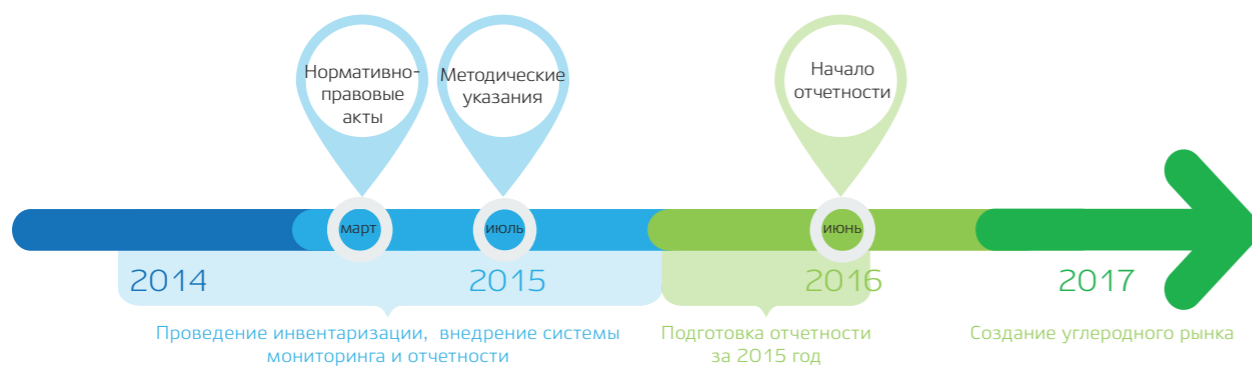 Нормативно-
правовые
акты
Методические
указания
Начало
отчетности
март
июль
июнь
2014
2015
2016
2017
Проведение инвентаризации, внедрение системы
мониторинга и отчетности
Подготовка отчетности
за 2015 год
Создание углеродного рынка